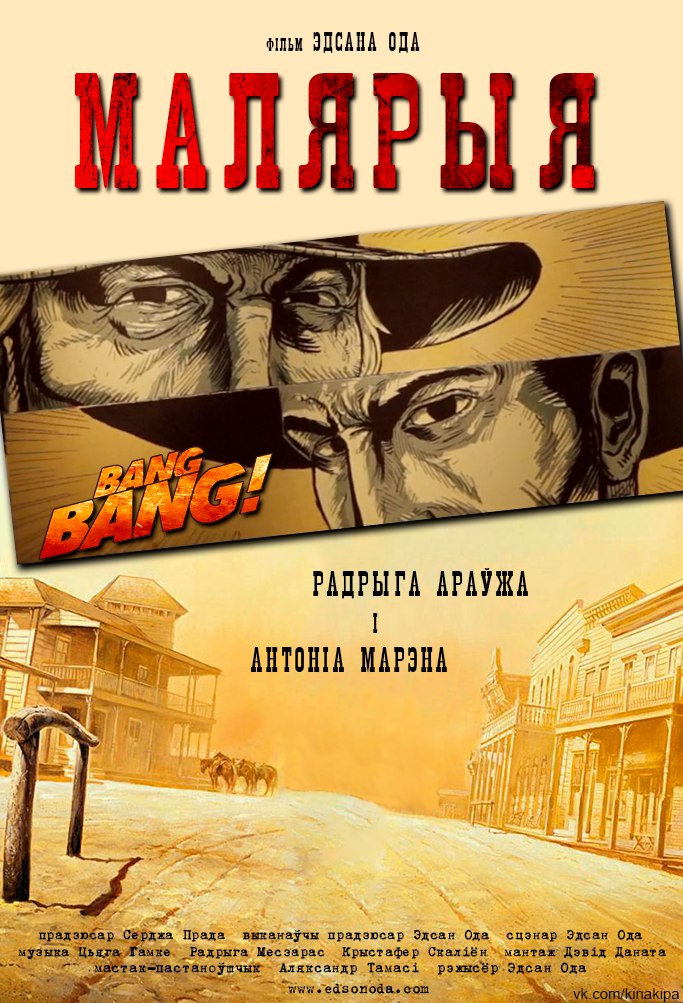 фільм ЭДСАНА ОДА
МАЛЯРЫЯ
BANG
BANG!
РАДРЫГА АРАЎЖА
І
АНТОНІА МАРЭНА
прадзюсар Серджа Прада выканаўчы прадзюсар Эдсан Ода сцэнар Эдсан Ода
музыка Цьяга Гамке Радрыга Месзарас Крыстафер Скаліён мантаж Дэвід Даната
мастак-пастаноўшчык Аляксандр Тамасі рэжысёр Эдсан Ода
www.edsonoda.com
vk.com/kinakipa